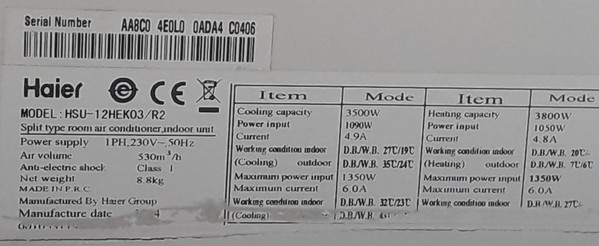 Serial Number AA8C0 4E0L0 0ADA4 C0406
Haier CE
MODEL: HSU-12HEK03/R2
Split type room air conditioner,indoor unit
Power supply 1PH,230V~,50Hz
Air volume 530m³/h
Anti-electric shock Class I
Net weight 8.8kg
MADE IN P.R.C
Manufactured By Haier Group
Manufacture date
Item Mode
Cooling capacity 3500W
Power input 1090W
Current 4.9A
Working condition indoor D.B./W.B. 27℃/19℃
(Cooling) outdoor D.B./W.B. 35℃/24℃
Maximum power input 1350W
Maximum current 6.0A
Working condition indoor D.B./W.B. 32℃/23℃
(Cooling) D.B./W.B.
Item Mode
Heating capacity 3800W
Power input 1050W
Current 4.8A
Working condition indoor D.B./W.B. 20℃/
(Heating) outdoor D.B./W.B. 7℃/6℃
Maximum power input 1350W
Maximum current 6.0A
Working condition indoor D.B./W.B. 27℃/